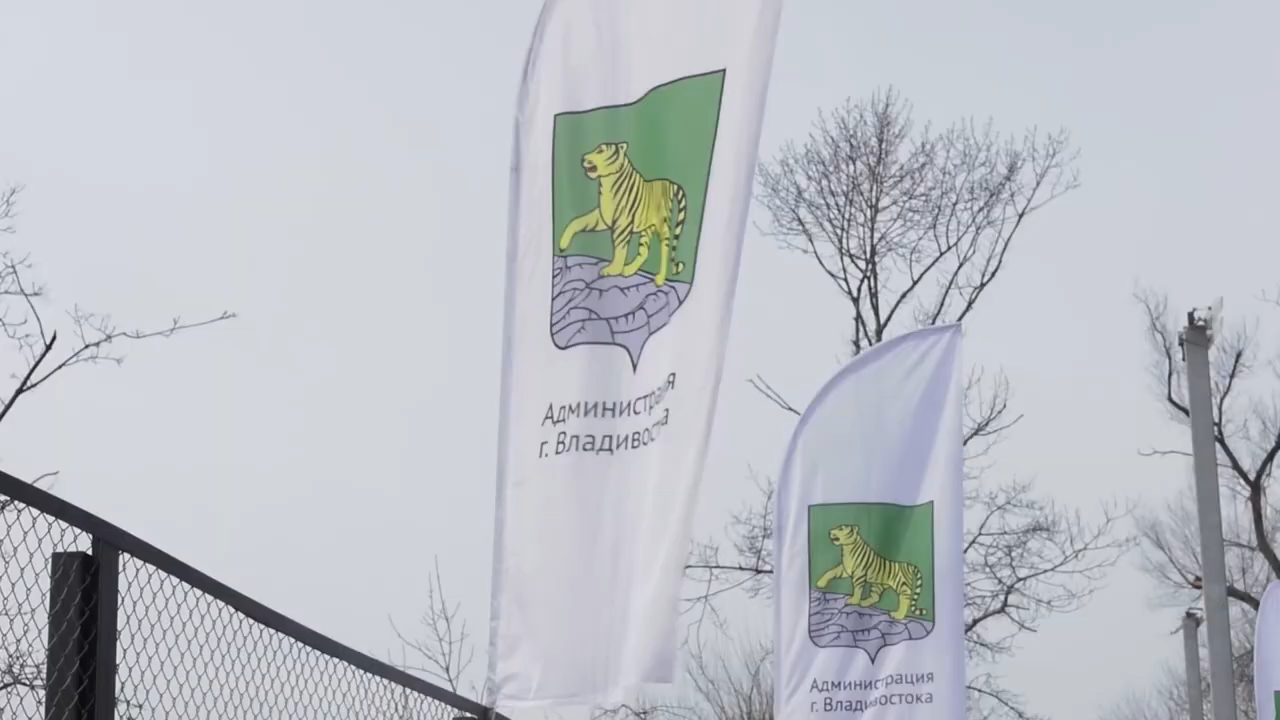 Администрация
г. Владивостока
Администрация
г. Владивостока